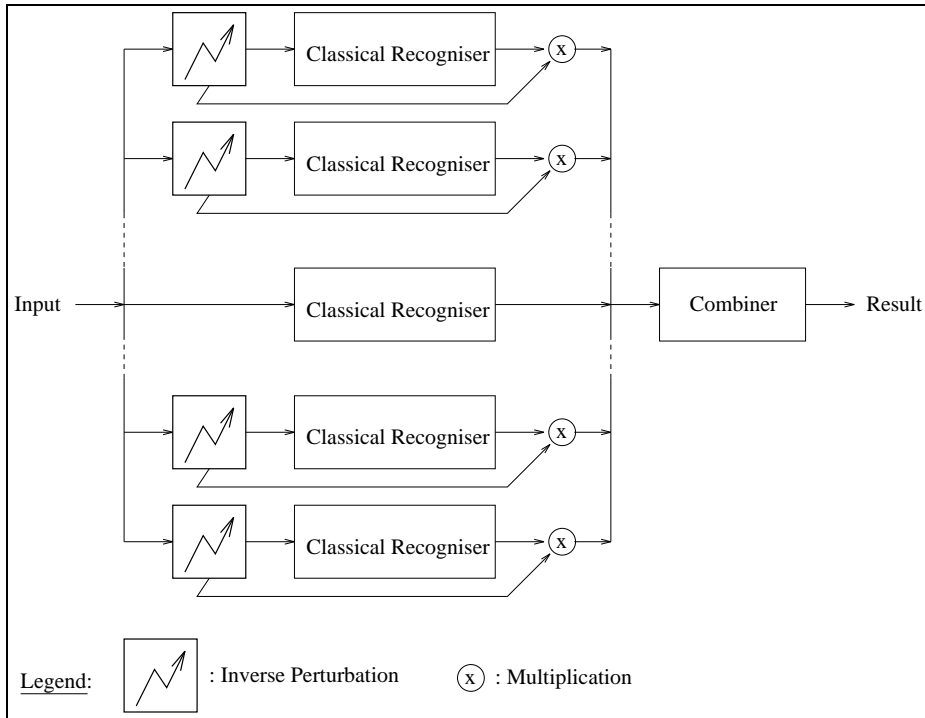 Classical Recogniser
x
Classical Recogniser
x
Input
Classical Recogniser
Combiner
Result
Classical Recogniser
x
Classical Recogniser
x
Legend:
: Inverse Perturbation
x : Multiplication